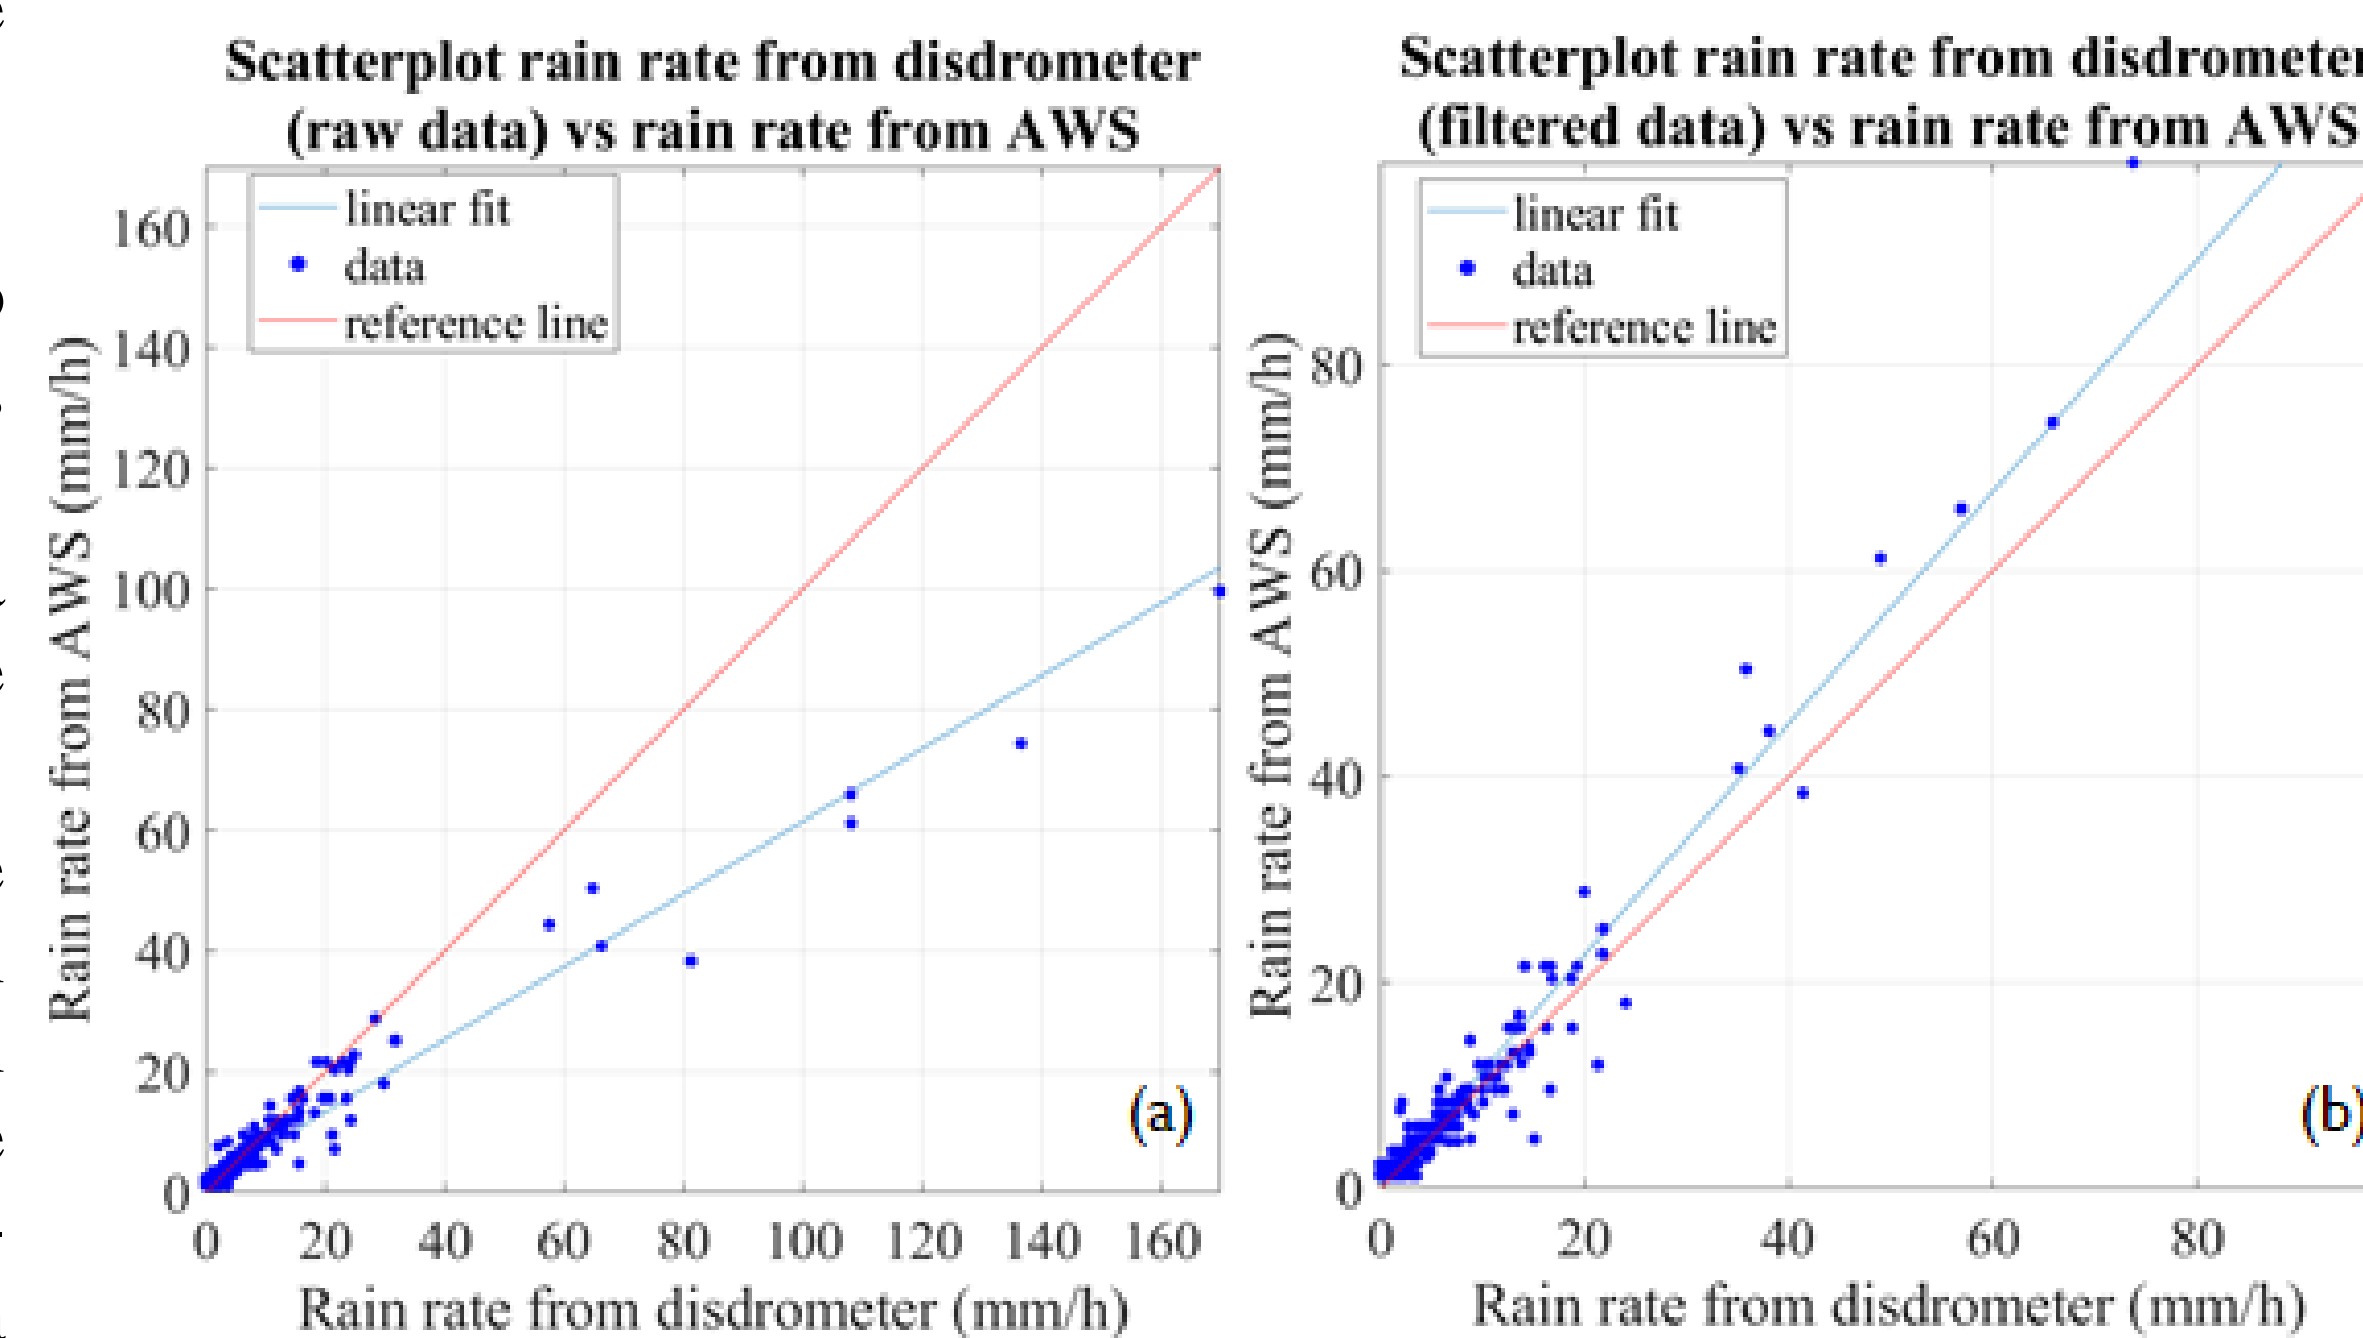 Scatterplot rain rate from disdrometer
(raw data) vs rain rate from AWS
linear fit
data
reference line
Rain rate from AWS (mm/h)
160
140
120
100
80
60
40
20
0
0 20 40 60 80 100 120 140 160
Rain rate from disdrometer (mm/h)
(a)
Scatterplot rain rate from disdrometer
(filtered data) vs rain rate from AWS
linear fit
data
reference line
Rain rate from AWS (mm/h)
80
60
40
20
0
0 20 40 60 80
Rain rate from disdrometer (mm/h)
(b)